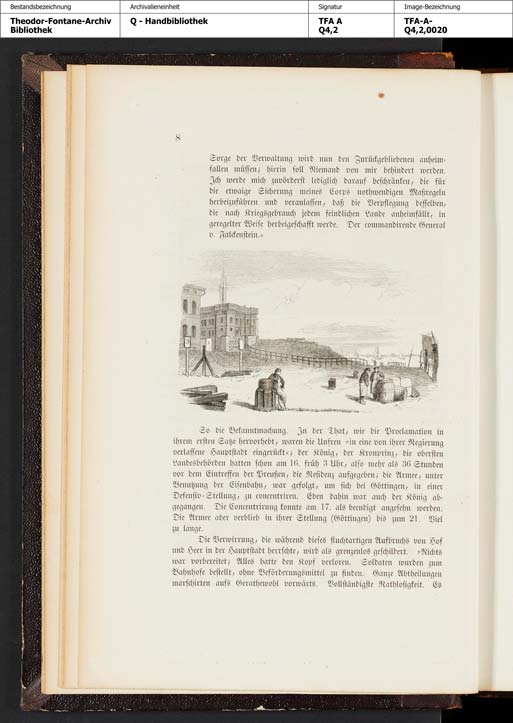 Bestandsbezeichnung
Theodor-Fontane-Archiv
Bibliothek
Archivalieneinheit
Q - Handbibliothek
Signatur
TFA A
Q4,2
Image-Bezeichnung
TFA-A-
Q4,2,0020
8
Sorge der Verwaltung wird nun den Zurückgebliebenen anheim-
fallen müssen; hierin soll Niemand von mir behindert werden.
Ich werde mich zuvörderst lediglich darauf beschränken, die für
die etwaige Sicherung meines Corps nothwendigen Maßregeln
herbeizuführen und veranlassen, daß die Verpflegung desselben,
die nach Kriegsgebrauch jedem feindlichen Lande anheimfällt, in
geregelter Weise herbeigeschafft werde. Der commandirende General
v. Falckenstein.«
So die Bekanntmachung. In der That, wie die Proclamation in
ihrem ersten Satze hervorhebt, waren die Unsren »in eine von ihrer Regierung
verlassene Hauptstadt eingerückt«; der König, der Kronprinz, die obersten
Landesbehörden hatten schon am 16. früh 3 Uhr, also mehr als 36 Stunden
vor dem Eintreffen der Preußen, die Residenz aufgegeben; die Armee, unter
Benutzung der Eisenbahn, war gefolgt, um sich bei Göttingen, in einer
Defensiv-Stellung, zu concentriren. Eben dahin war auch der König ab-
gegangen. Die Concentrirung konnte am 17. als beendigt angesehn werden.
Die Armee aber verblieb in ihrer Stellung (Göttingen) bis zum 21. Viel
zu lange.
Die Verwirrung, die während dieses fluchtartigen Aufbruchs von Hof
und Heer in der Hauptstadt herrschte, wird als grenzenlos geschildert. »Nichts
war vorbereitet; Alles hatte den Kopf verloren. Soldaten wurden zum
Bahnhofe bestellt, ohne Beförderungsmittel zu finden. Ganze Abtheilungen
marschirten aufs Gerathewohl vorwärts. Vollständigste Rathlosigkeit. Es